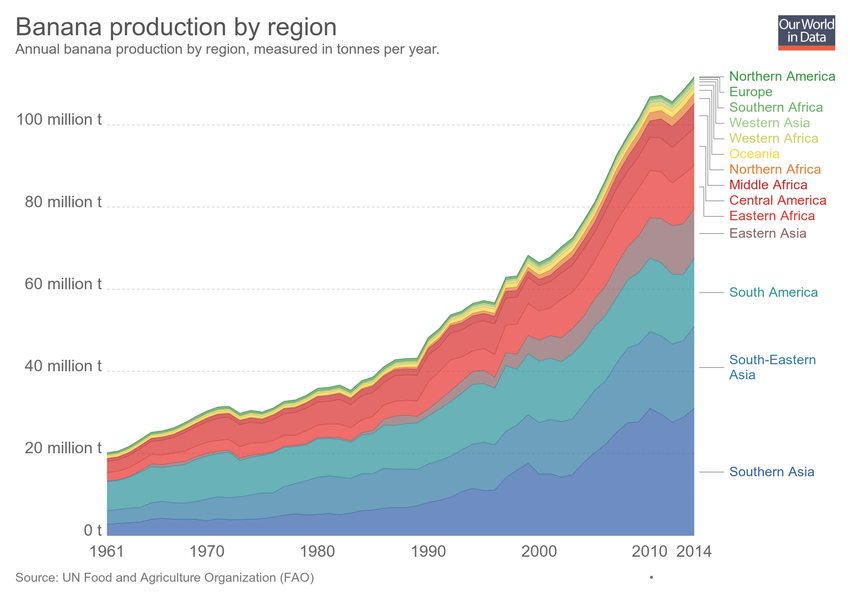 Banana production by region
Annual banana production by region, measured in tonnes per year.
Our World
in Data
100 million t
80 million t
60 million t
40 million t
20 million t
0 t
1961
1970
1980
1990
2000
2010
2014
Northern America
Europe
Southern Africa
Western Asia
Western Africa
Oceania
Northern Africa
Middle Africa
Central America
Eastern Africa
Eastern Asia
South America
South-Eastern
Asia
Southern Asia
Source: UN Food and Agriculture Organization (FAO)